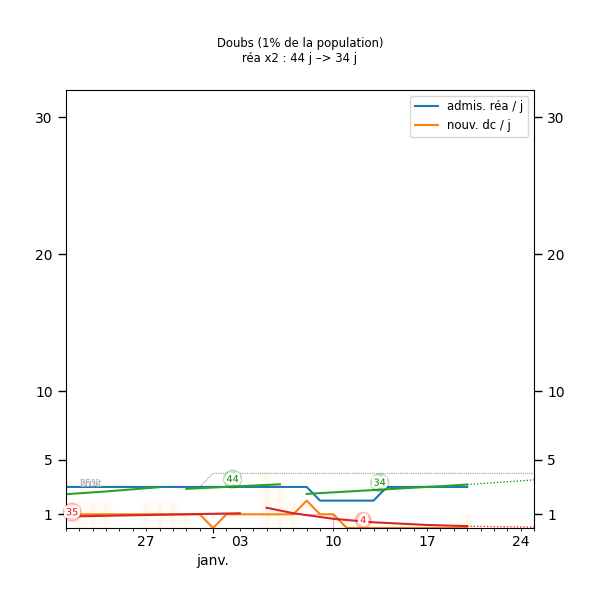 Doubs (1% de la population)
réa x2 : 44 j –> 34 j
admis. réa / j
nouv. dc / j
30 30
20 20
10 10
5 5
1 1
44
34
35
4
27 - 03 10 17 24
janv.